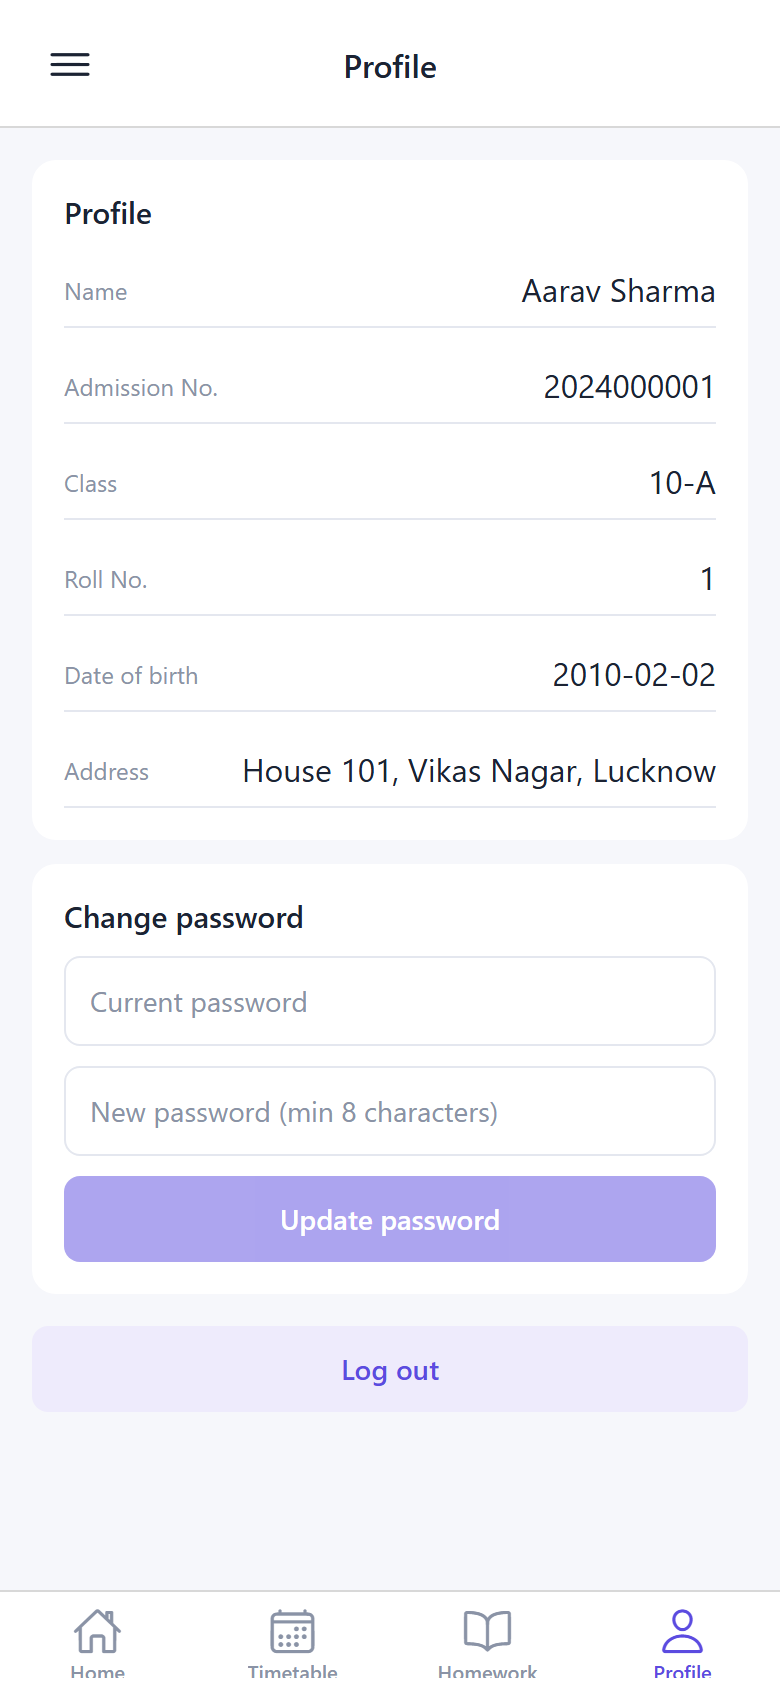 Profile
Profile
Name Aarav Sharma
Admission No. 2024000001
Class 10-A
Roll No. 1
Date of birth 2010-02-02
Address House 101, Vikas Nagar, Lucknow
Change password
Current password
New password (min 8 characters)
Update password
Log out
Home Timetable Homework Profile